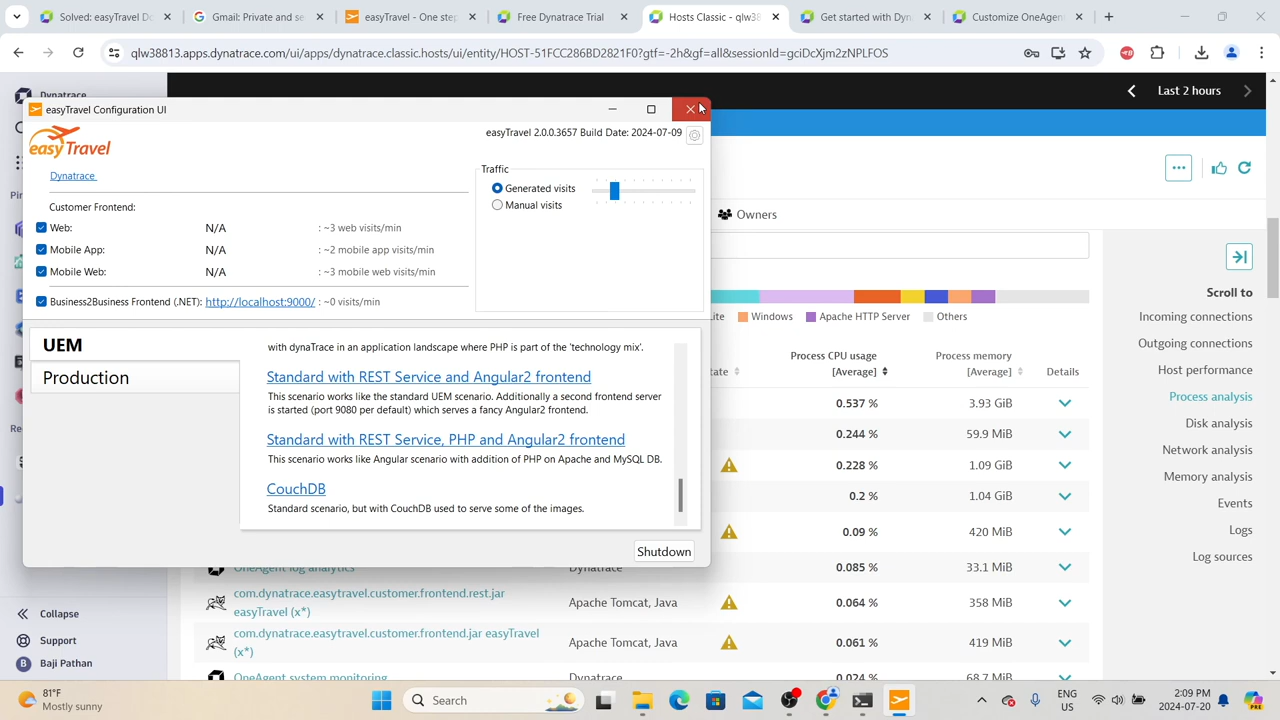 Solved: easyTravel D
Gmail: Private and se
easyTravel - One step
Free Dynatrace Trial
Hosts Classic - qlw38
Get started with Dyn
Customize OneAgent
qlw38813.apps.dynatrace.com/ui/apps/dynatrace.classic.hosts/ui/entity/HOST-51FCC286BD2821F0?gtf=-2h&gf=all&sessionId=gciDcXjm2zNPLFOS
Dynatrace
Last 2 hours
easyTravel Configuration UI
easyTravel 2.0.0.3657 Build Date: 2024-07-09
easyTravel
Dynatrace
Traffic
Generated visits
Manual visits
Customer Frontend:
Web: N/A : ~3 web visits/min
Mobile App: N/A : ~2 mobile app visits/min
Mobile Web: N/A : ~3 mobile web visits/min
Business2Business Frontend (.NET): http://localhost:9000/ : ~0 visits/min
UEM
Production
with dynaTrace in an application landscape where PHP is part of the 'technology mix'.
Standard with REST Service and Angular2 frontend
This scenario works like the standard UEM scenario. Additionally a second frontend server
is started (port 9080 per default) which serves a fancy Angular2 frontend.
Standard with REST Service, PHP and Angular2 frontend
This scenario works like Angular scenario with addition of PHP on Apache and MySQL DB.
CouchDB
Standard scenario, but with CouchDB used to serve some of the images.
Shutdown
Owners
Windows
Apache HTTP Server
Others
Process CPU usage
[Average]
Process memory
[Average]
Details
0.537 % 3.93 GiB
0.244 % 59.9 MiB
0.228 % 1.09 GiB
0.2 % 1.04 GiB
0.09 % 420 MiB
OneAgent log analytics Dynatrace 0.085 % 33.1 MiB
com.dynatrace.easytravel.customer.frontend.rest.jar
easyTravel (x*)
Apache Tomcat, Java 0.064 % 358 MiB
com.dynatrace.easytravel.customer.frontend.jar easyTravel
(x*)
Apache Tomcat, Java 0.061 % 419 MiB
OneAgent system monitoring Dynatrace 0.024 % 68.7 MiB
Scroll to
Incoming connections
Outgoing connections
Host performance
Process analysis
Disk analysis
Network analysis
Memory analysis
Events
Logs
Log sources
Collapse
Support
B Baji Pathan
81°F
Mostly sunny
Search
ENG
US
2:09 PM
2024-07-20